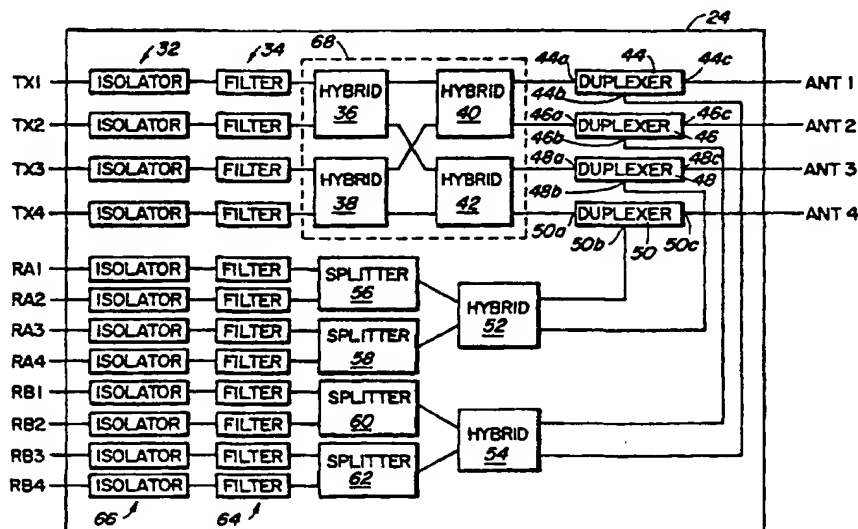 24
32 34 68
44a 44 44c
TX1 ISOLATOR FILTER HYBRID 36 HYBRID 40 DUPLEXER ANT 1
44b
TX2 ISOLATOR FILTER 46a DUPLEXER 46c ANT 2
46b 46
TX3 ISOLATOR FILTER HYBRID 38 HYBRID 42 48a DUPLEXER 48c ANT 3
48b 48
TX4 ISOLATOR FILTER DUPLEXER ANT 4
50a 50b 50 50c
RA1 ISOLATOR FILTER SPLITTER 56
RA2 ISOLATOR FILTER HYBRID 52
RA3 ISOLATOR FILTER SPLITTER 58
RA4 ISOLATOR FILTER
RB1 ISOLATOR FILTER SPLITTER 60
RB2 ISOLATOR FILTER HYBRID 54
RB3 ISOLATOR FILTER SPLITTER 62
RB4 ISOLATOR FILTER
66 64